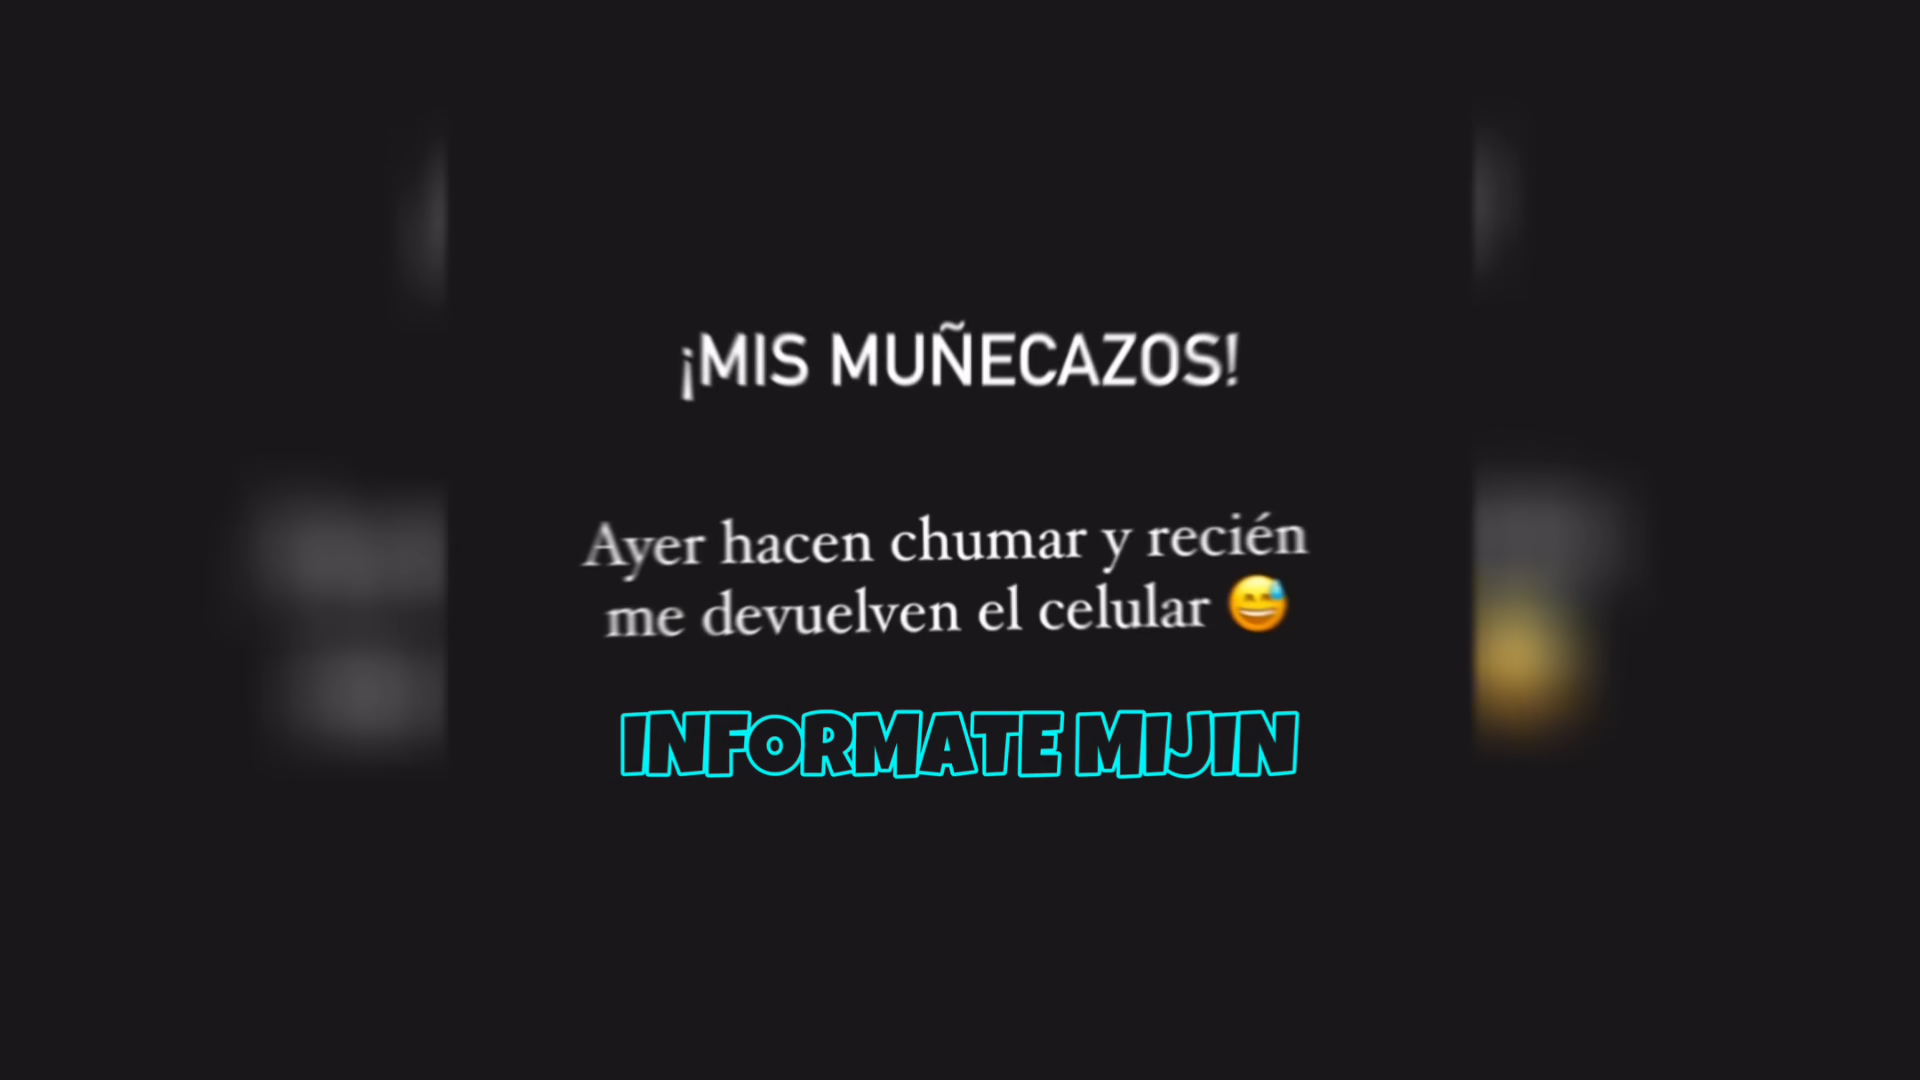 ¡MIS MUÑECAZOS!
Ayer hacen chumar y recién
me devuelven el celular 😅
INFORMATE MIJIN